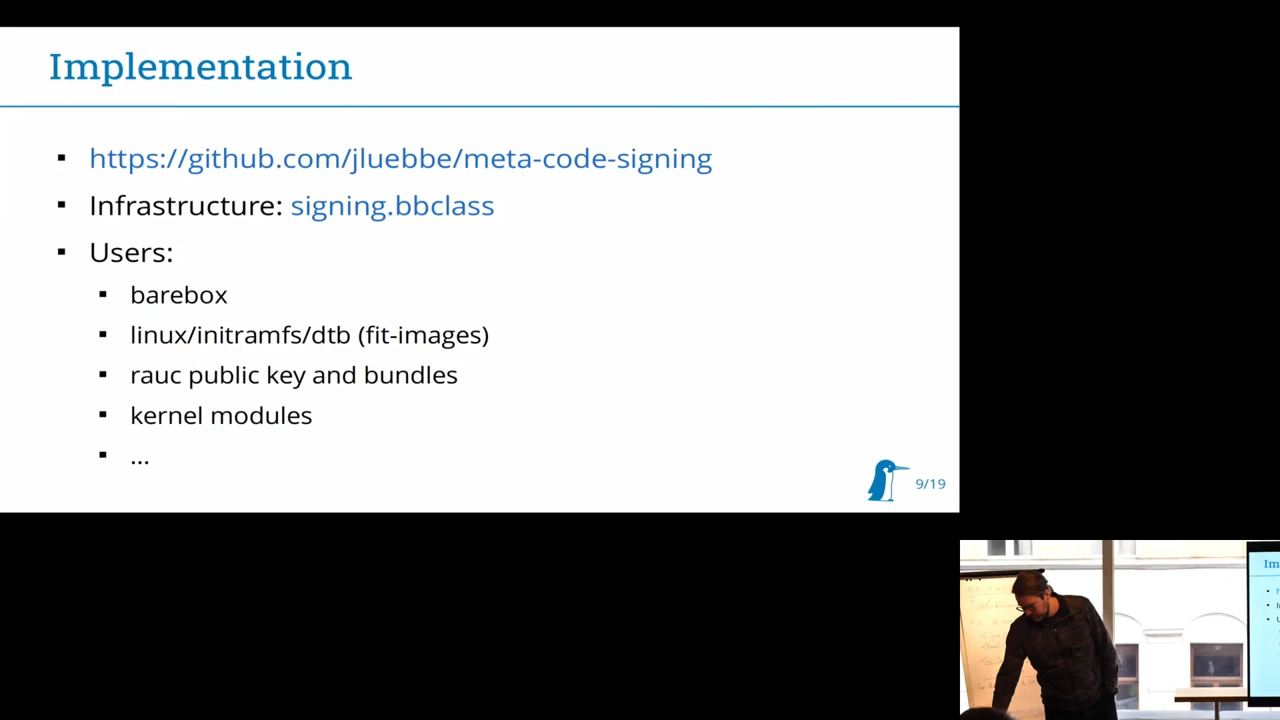 Implementation
▪ https://github.com/jluebbe/meta-code-signing
▪ Infrastructure: signing.bbclass
▪ Users:
▪ barebox
▪ linux/initramfs/dtb (fit-images)
▪ rauc public key and bundles
▪ kernel modules
▪ ...
9/19
Im